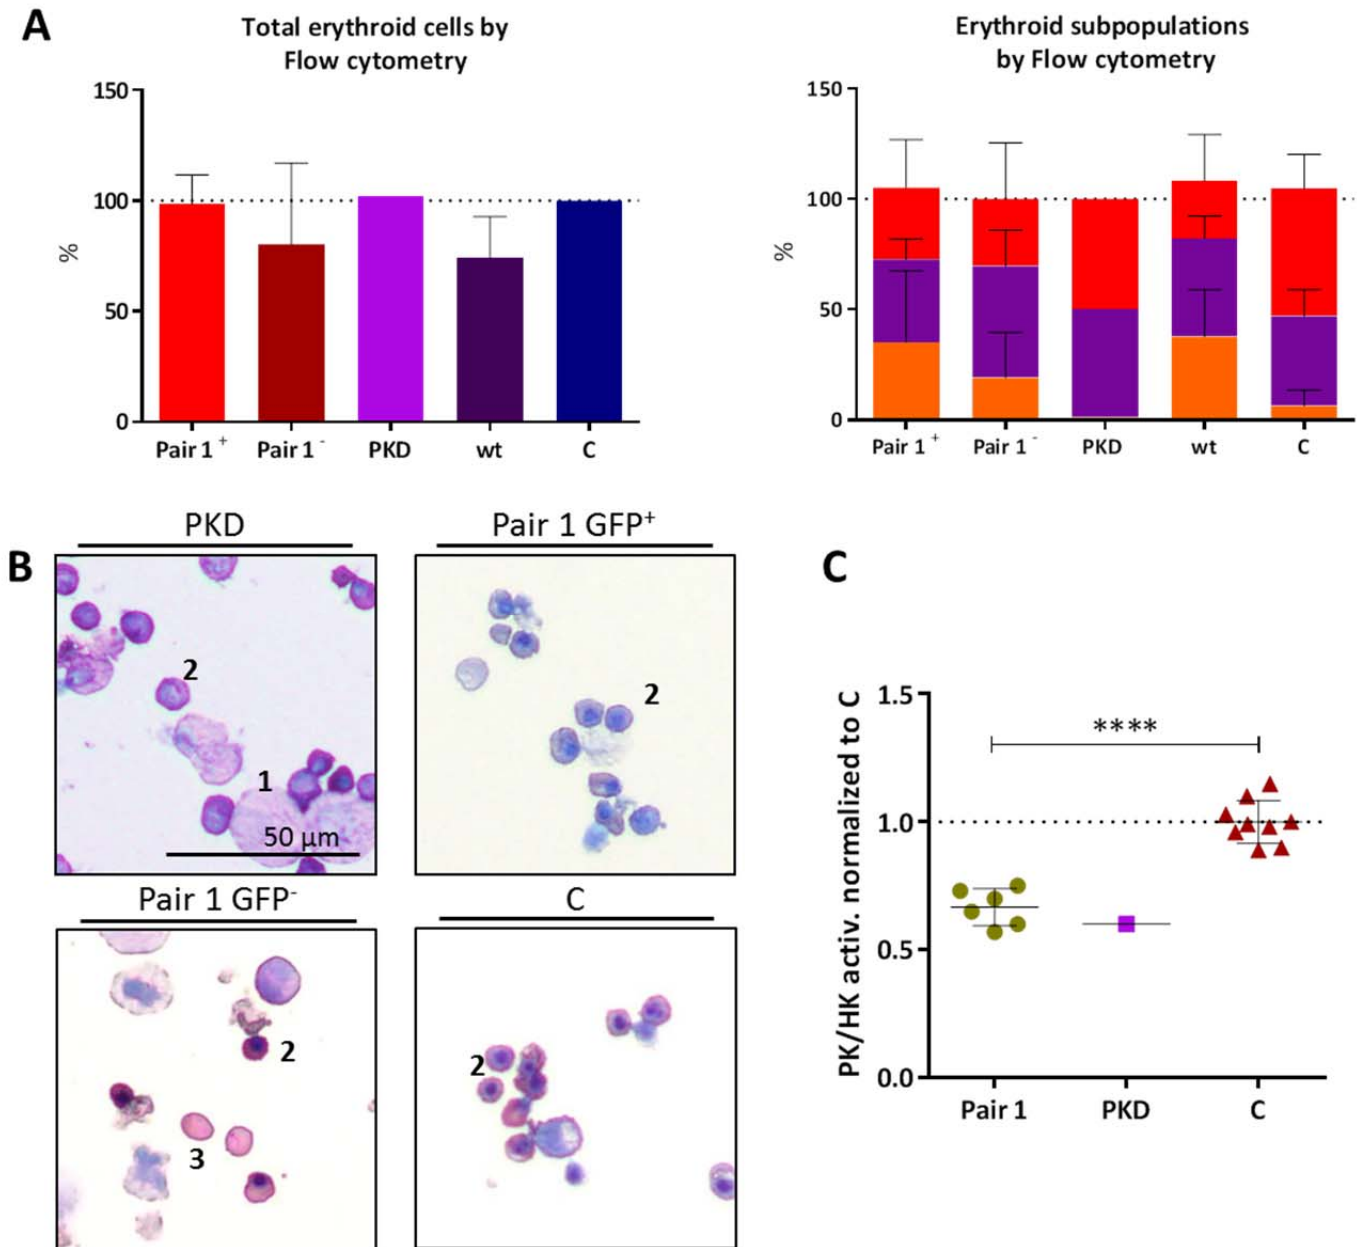 A
Total erythroid cells by
Flow cytometry
150
100
50
0
%
Pair 1 +
Pair 1 -
PKD
wt
C
Erythroid subpopulations
by Flow cytometry
150
100
50
0
%
Pair 1 +
Pair 1 -
PKD
wt
C
B
PKD
2
1
50 µm
Pair 1 GFP+
2
Pair 1 GFP-
2
3
C
2
C
PK/HK activ. normalized to C
1.5
1.0
0.5
0.0
****
Pair 1
PKD
C